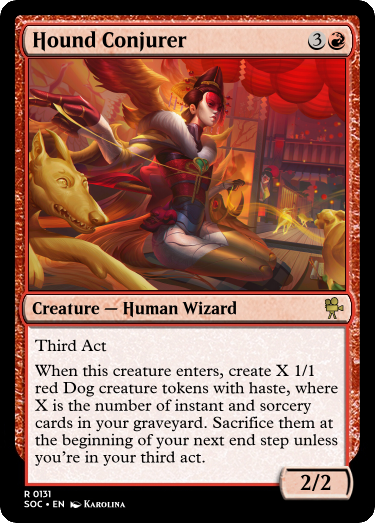 Hound Conjurer 3
Creature — Human Wizard
Third Act
When this creature enters, create X 1/1
red Dog creature tokens with haste, where
X is the number of instant and sorcery
cards in your graveyard. Sacrifice them at
the beginning of your next end step unless
you're in your third act.
2/2
R 0131
SOC • EN Karolina